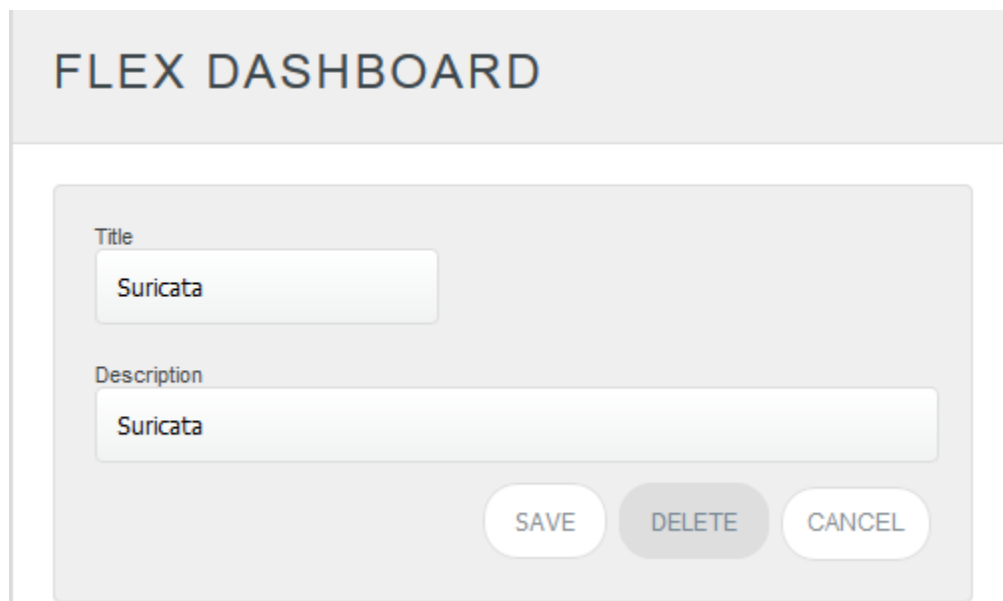 FLEX DASHBOARD
Title
Suricata
Description
Suricata
SAVE DELETE CANCEL